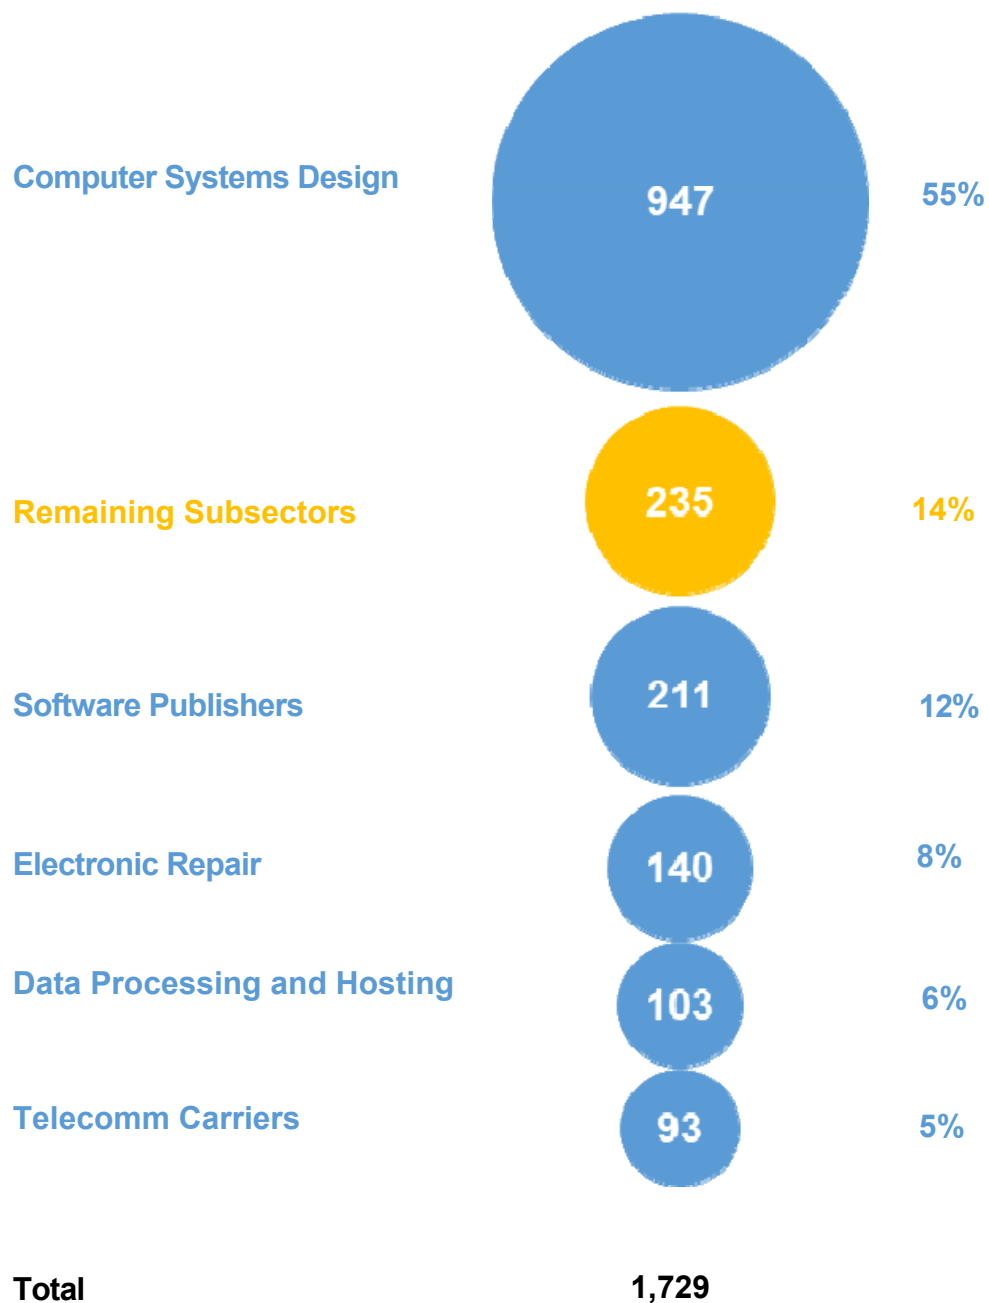 Computer Systems Design 947 55%
Remaining Subsectors 235 14%
Software Publishers 211 12%
Electronic Repair 140 8%
Data Processing and Hosting 103 6%
Telecomm Carriers 93 5%
Total 1,729